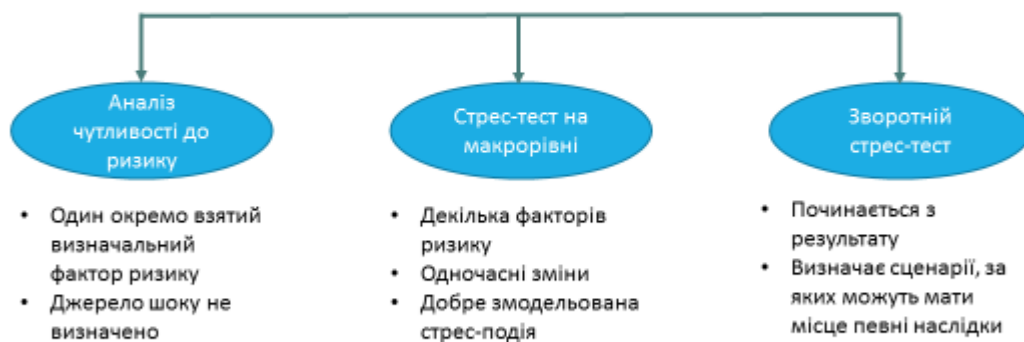 Аналіз
чутливості до
ризику
Стрес-тест на
макрорівні
Зворотній
стрес-тест
• Один окремо взятий
визначальний
фактор ризику
• Джерело шоку не
визначено
• Декілька факторів
ризику
• Одночасні зміни
• Добре змодельована
стрес-подія
• Починається з
результату
• Визначає сценарії, за
яких можуть мати
місце певні наслідки